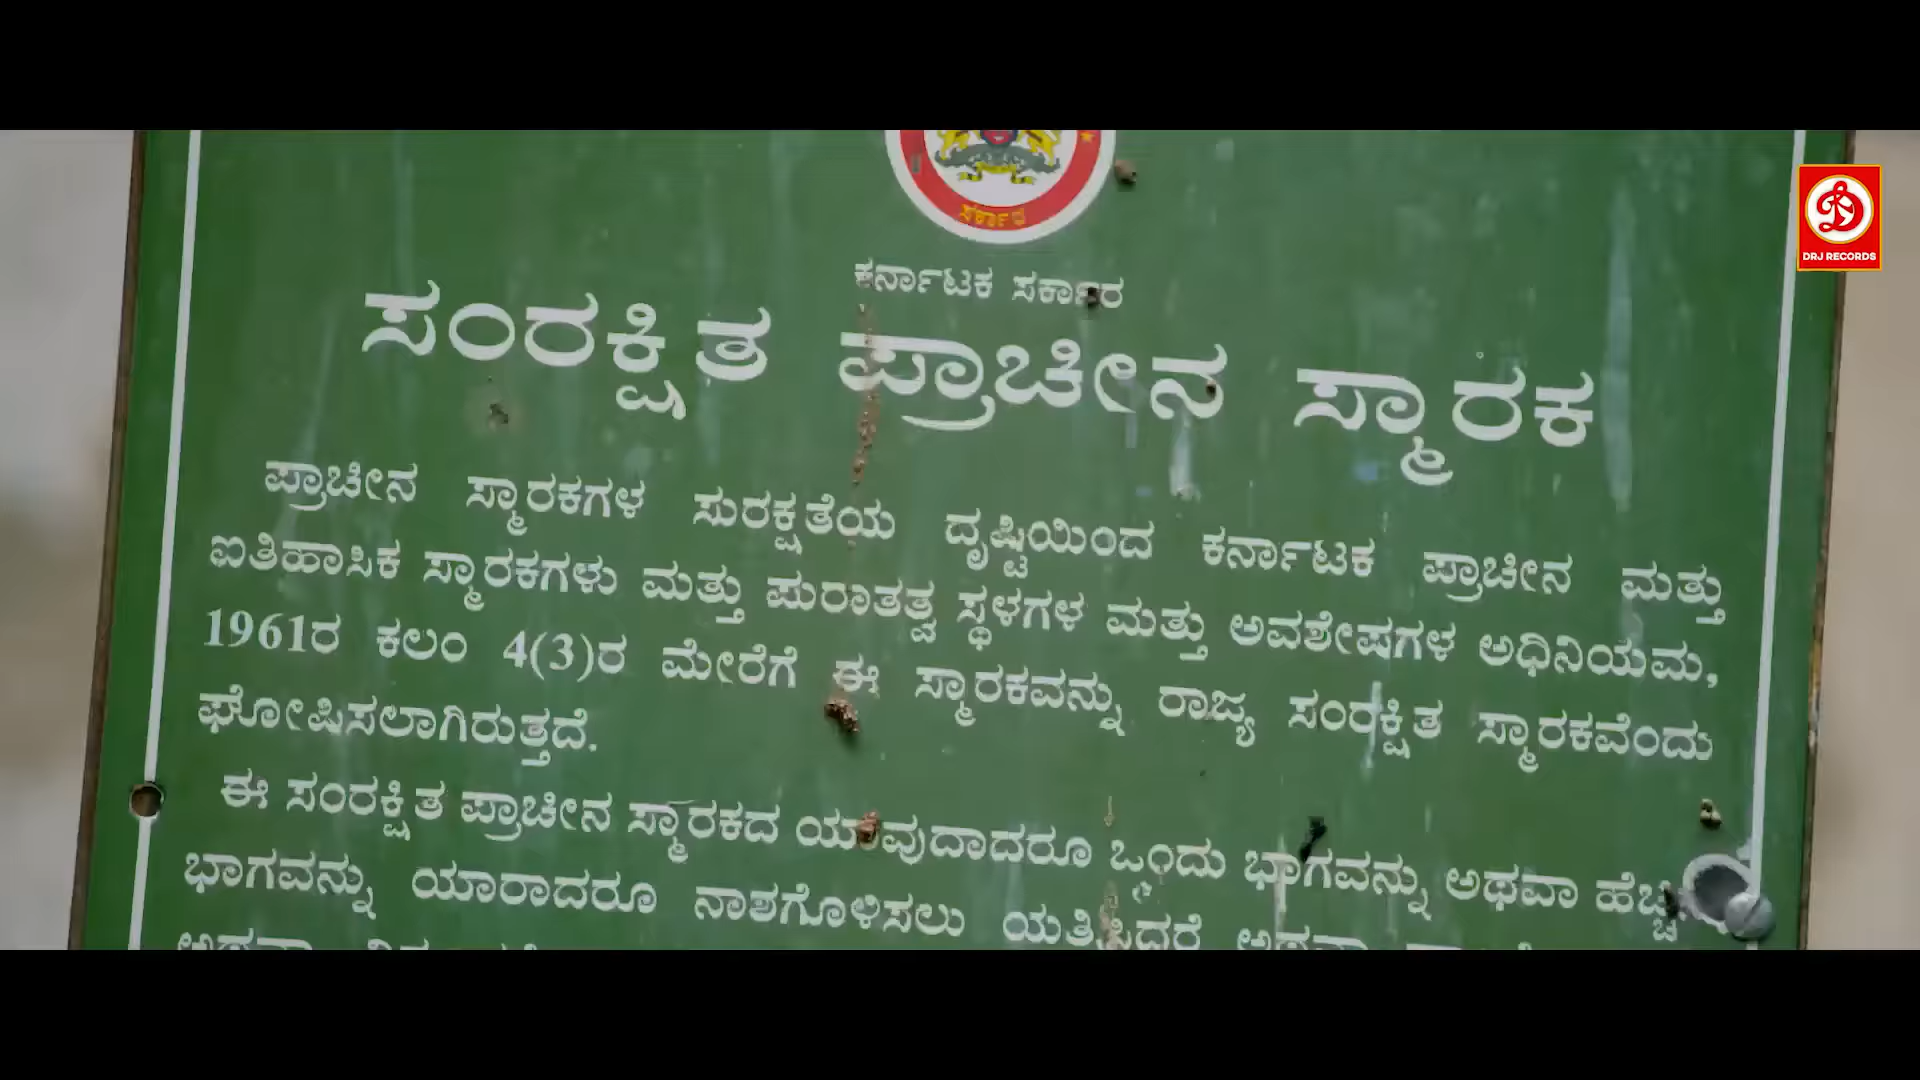 ಸರ್ಕಾರ
ಕರ್ನಾಟಕ ಸರ್ಕಾರ
ಸಂರಕ್ಷಿತ ಪ್ರಾಚೀನ ಸ್ಮಾರಕ
ಪ್ರಾಚೀನ ಸ್ಮಾರಕಗಳ ಸುರಕ್ಷತೆಯ ದೃಷ್ಟಿಯಿಂದ ಕರ್ನಾಟಕ ಪ್ರಾಚೀನ ಮತ್ತು
ಐತಿಹಾಸಿಕ ಸ್ಮಾರಕಗಳು ಮತ್ತು ಪುರಾತತ್ವ ಸ್ಥಳಗಳ ಮತ್ತು ಅವಶೇಷಗಳ ಅಧಿನಿಯಮ,
1961ರ ಕಲಂ 4(3)ರ ಮೇರೆಗೆ ಈ ಸ್ಮಾರಕವನ್ನು ರಾಜ್ಯ ಸಂರಕ್ಷಿತ ಸ್ಮಾರಕವೆಂದು
ಘೋಷಿಸಲಾಗಿರುತ್ತದೆ.
ಈ ಸಂರಕ್ಷಿತ ಪ್ರಾಚೀನ ಸ್ಮಾರಕದ ಯಾವುದಾದರೂ ಒಂದು ಭಾಗವನ್ನು ಅಥವಾ
ಭಾಗವನ್ನು ಯಾರಾದರೂ ನಾಶಗೊಳಿಸಲು ಯತ್ನಿಸಿದರೆ ಅಥವಾ
DRJ RECORDS